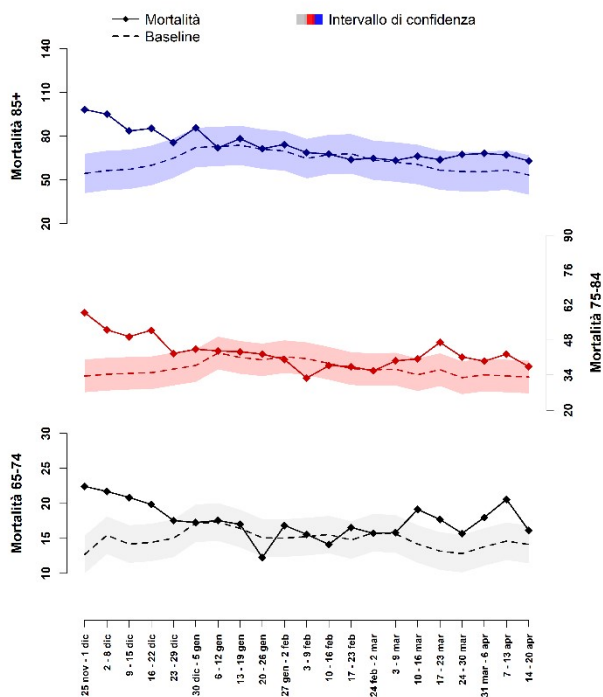 Mortalità
Baseline
Intervallo di confidenza
Mortalità 85+
140
110
80
50
20
Mortalità 75-84
90
76
62
48
34
20
Mortalità 65-74
30
25
20
15
10
25 nov - 1 dic
2 - 8 dic
9 - 15 dic
16 - 22 dic
23 - 29 dic
30 dic - 5 gen
6 - 12 gen
13 - 19 gen
20 - 26 gen
27 gen - 2 feb
3 - 9 feb
10 - 16 feb
17 - 23 feb
24 feb - 2 mar
3 - 9 mar
10 - 16 mar
17 - 23 mar
24 - 30 mar
31 mar - 6 apr
7 - 13 apr
14 - 20 apr